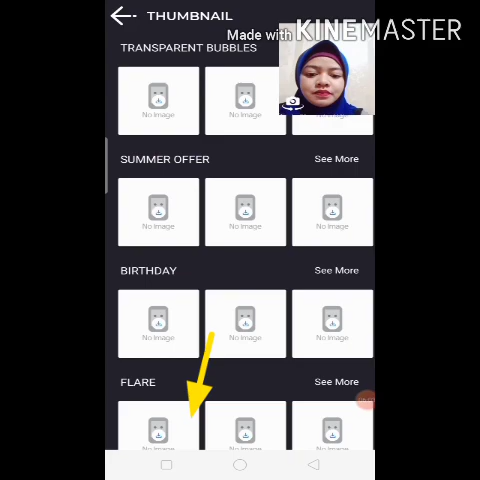 THUMBNAIL
Made with KINEMASTER
TRANSPARENT BUBBLES
No Image No Image
SUMMER OFFER See More
No Image No Image No Image
BIRTHDAY See More
No Image No Image No Image
FLARE See More
No Image No Image No Image